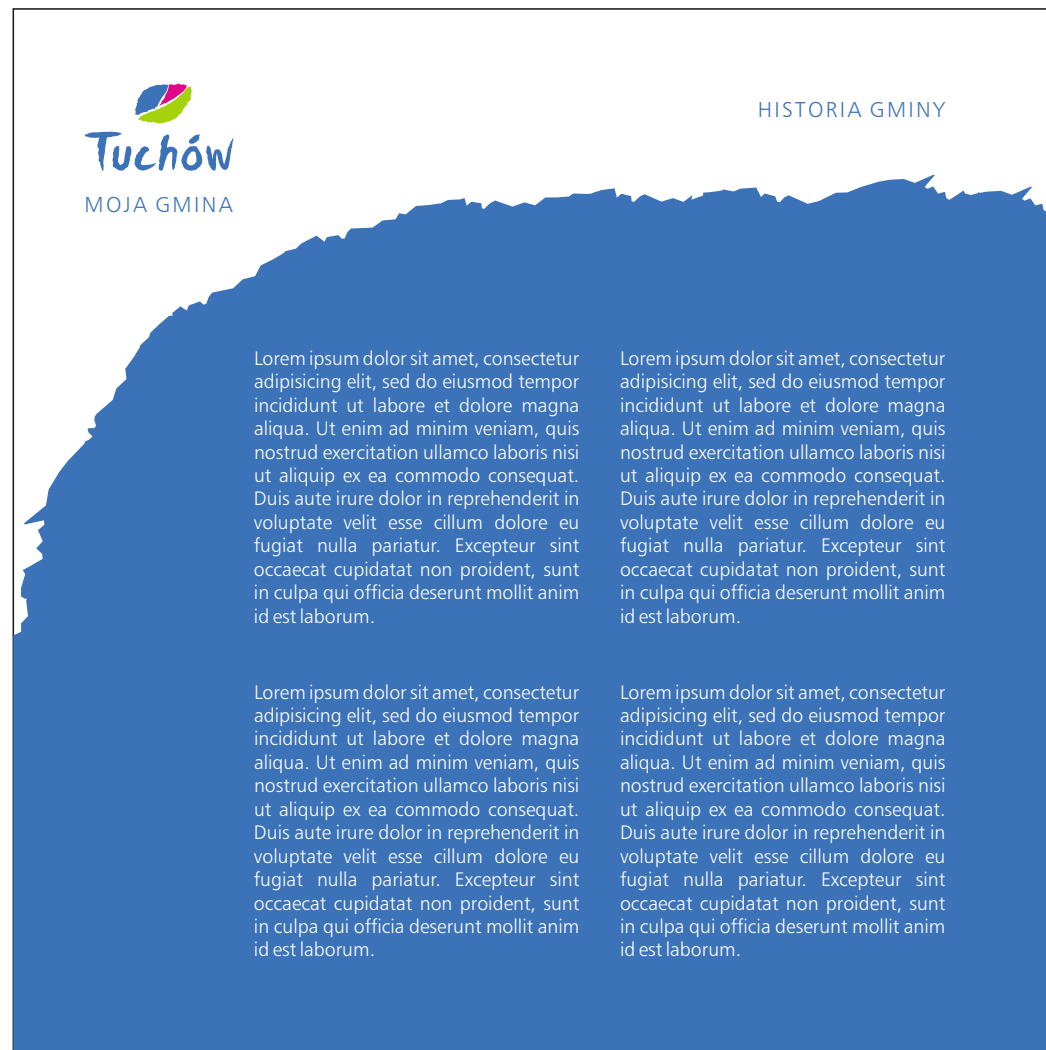 Tuchów
MOJA GMINA
HISTORIA GMINY
Lorem ipsum dolor sit amet, consectetur
adipisicing elit, sed do eiusmod tempor
incididunt ut labore et dolore magna
aliqua. Ut enim ad minim veniam, quis
nostrud exercitation ullamco laboris nisi
ut aliquip ex ea commodo consequat.
Duis aute irure dolor in reprehenderit in
voluptate velit esse cillum dolore eu
fugiat nulla pariatur. Excepteur sint
occaecat cupidatat non proident, sunt
in culpa qui officia deserunt mollit anim
id est laborum.
Lorem ipsum dolor sit amet, consectetur
adipisicing elit, sed do eiusmod tempor
incididunt ut labore et dolore magna
aliqua. Ut enim ad minim veniam, quis
nostrud exercitation ullamco laboris nisi
ut aliquip ex ea commodo consequat.
Duis aute irure dolor in reprehenderit in
voluptate velit esse cillum dolore eu
fugiat nulla pariatur. Excepteur sint
occaecat cupidatat non proident, sunt
in culpa qui officia deserunt mollit anim
id est laborum.
Lorem ipsum dolor sit amet, consectetur
adipisicing elit, sed do eiusmod tempor
incididunt ut labore et dolore magna
aliqua. Ut enim ad minim veniam, quis
nostrud exercitation ullamco laboris nisi
ut aliquip ex ea commodo consequat.
Duis aute irure dolor in reprehenderit in
voluptate velit esse cillum dolore eu
fugiat nulla pariatur. Excepteur sint
occaecat cupidatat non proident, sunt
in culpa qui officia deserunt mollit anim
id est laborum.
Lorem ipsum dolor sit amet, consectetur
adipisicing elit, sed do eiusmod tempor
incididunt ut labore et dolore magna
aliqua. Ut enim ad minim veniam, quis
nostrud exercitation ullamco laboris nisi
ut aliquip ex ea commodo consequat.
Duis aute irure dolor in reprehenderit in
voluptate velit esse cillum dolore eu
fugiat nulla pariatur. Excepteur sint
occaecat cupidatat non proident, sunt
in culpa qui officia deserunt mollit anim
id est laborum.